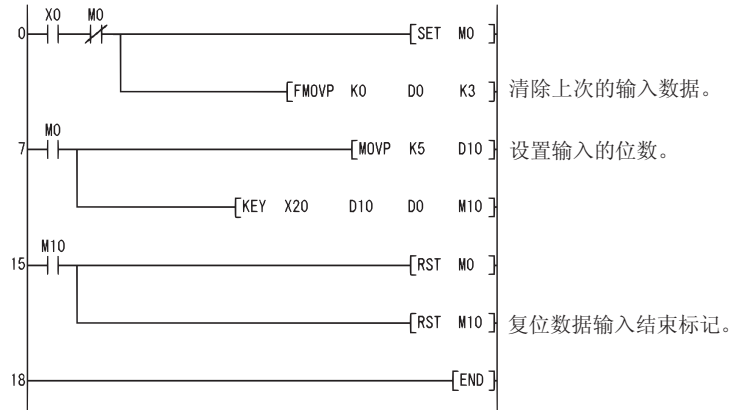 X0 M0
0 SET M0
FMOVP K0 D0 K3 清除上次的输入数据。
M0
7 MOVP K5 D10 设置输入的位数。
KEY X20 D10 D0 M10
M10
15 RST M0
RST M10 复位数据输入结束标记。
18 END